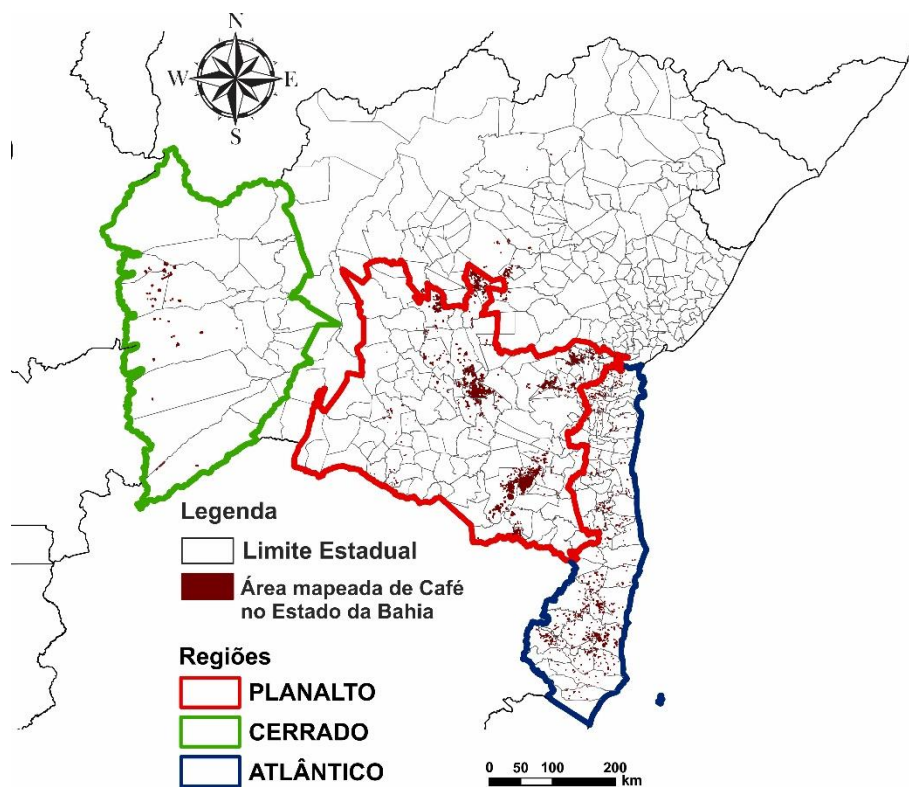 N
W E
S
Legenda
Limite Estadual
Área mapeada de Café
no Estado da Bahia
Regiões
PLANALTO
CERRADO
ATLÂNTICO
0 50 100 200
km